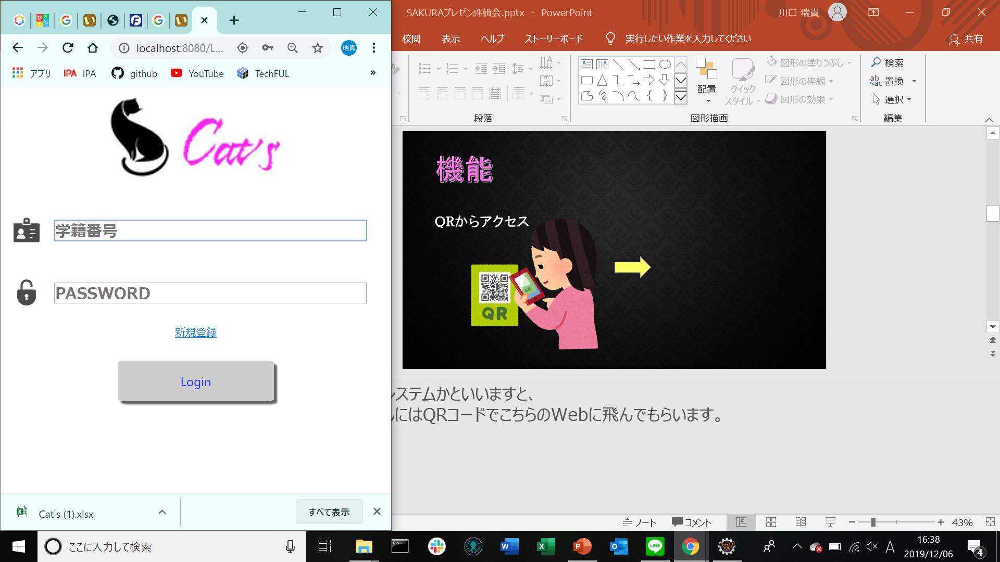 SAKURAプレゼン評価会.pptx - PowerPoint
川口 瑞貴
校閲 表示 ヘルプ ストーリーボード 実行したい作業を入力してください 共有
localhost:8080/L...
瑞貴
アプリ IPA IPA github YouTube TechFUL »
図形の塗りつぶし
図形の枠線
図形の効果
配置
クイック
スタイル
検索
置換
選択
段落
図形描画
編集
Cat's
学籍番号
PASSWORD
新規登録
Login
機能
QRからアクセス
QR
ステムかといいますと、
にはQRコードでこちらのWebに飛んでもらいます。
Cat's (1).xlsx
すべて表示
ノート コメント 43%
ここに入力して検索
16:38
2019/12/06
4